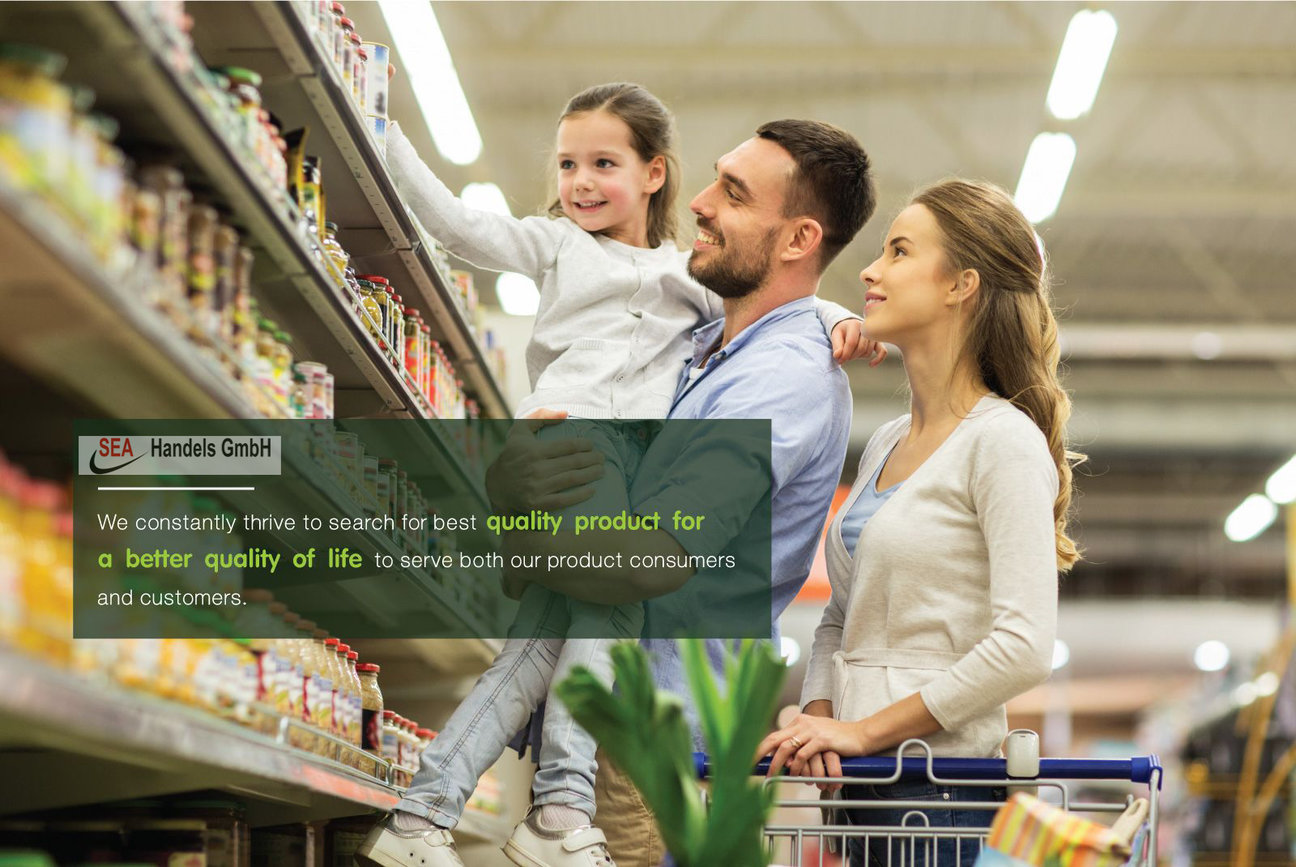 SEA Handels GmbH
We constantly thrive to search for best quality product for
a better quality of life to serve both our product consumers
and customers.